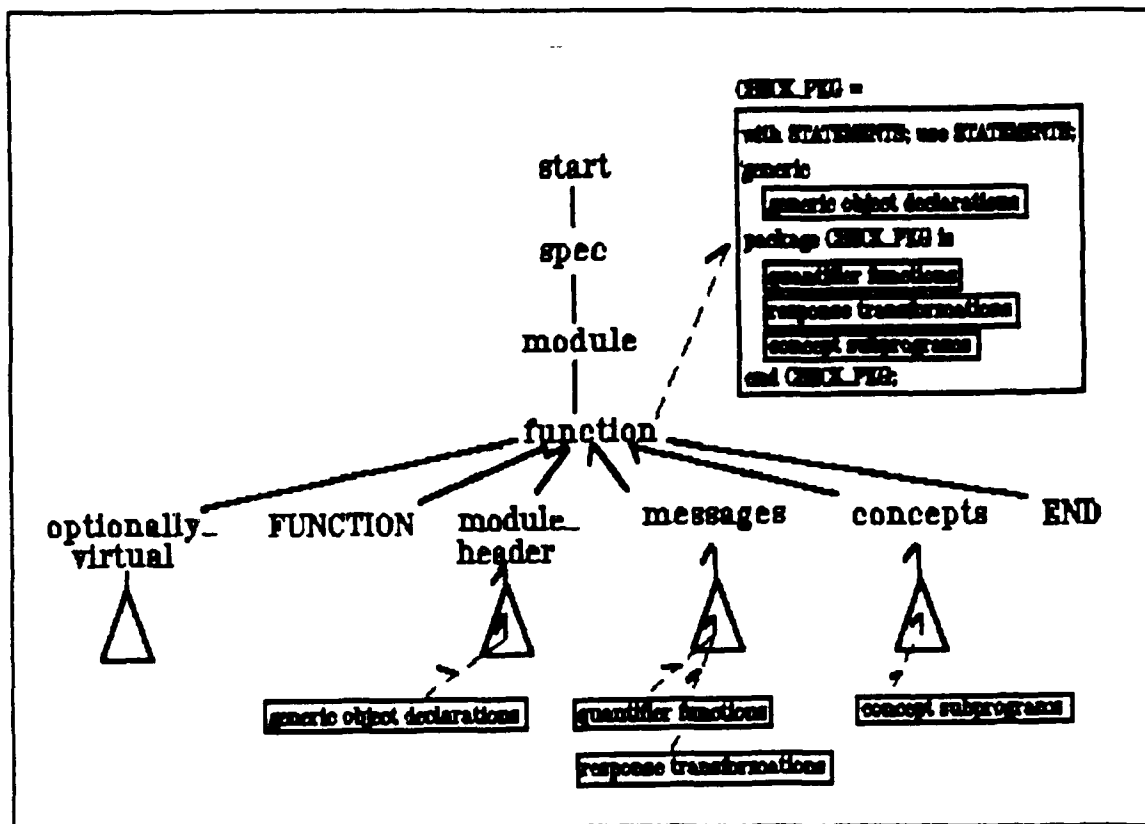 CHECK_PKG =
with STATEMENTS; use STATEMENTS;
generic
generic object declarations
package CHECK_PKG is
quantifier functions
response transformations
concept subprograms
end CHECK_PKG;
start
spec
module
function
optionally_
virtual
FUNCTION
module_
header
messages
concepts
END
generic object declarations
quantifier functions
concept subprograms
response transformations